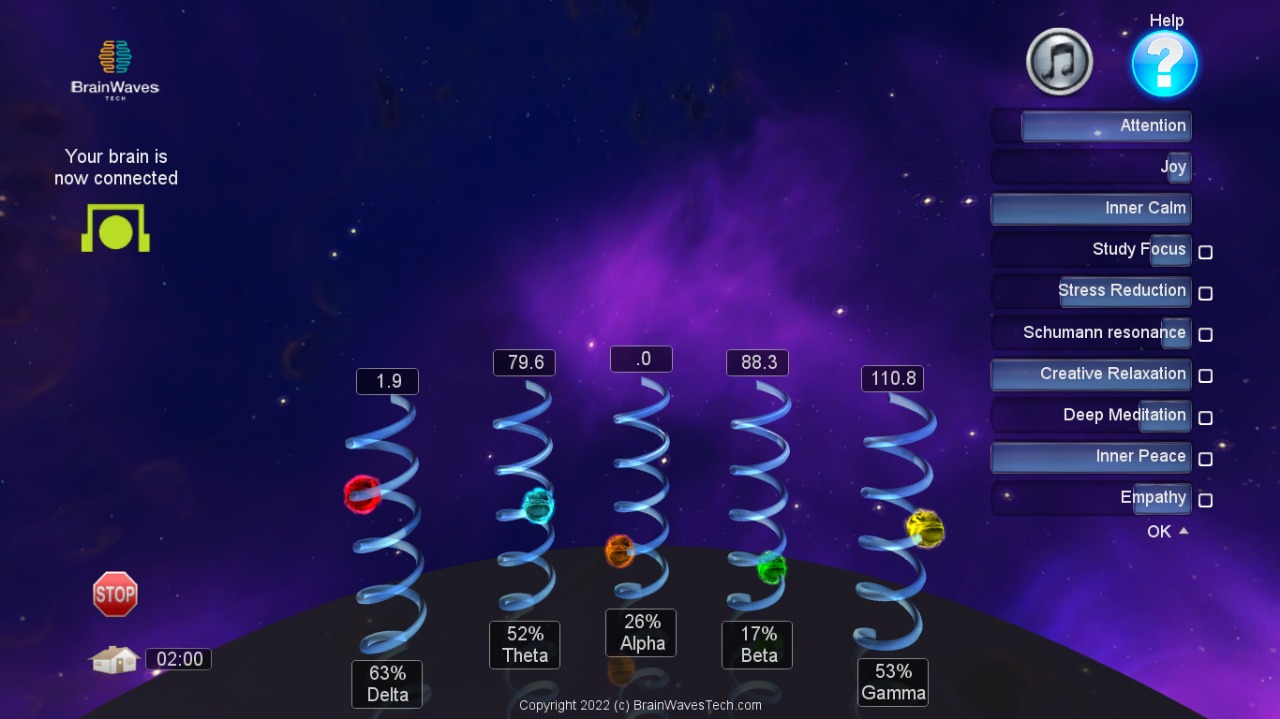 Help
BrainWaves
TECH
Your brain is
now connected
Attention
Joy
Inner Calm
Study Focus
Stress Reduction
Schumann resonance
Creative Relaxation
Deep Meditation
Inner Peace
Empathy
OK
1.9
79.6
.0
88.3
110.8
STOP
02:00
63%
Delta
52%
Theta
26%
Alpha
17%
Beta
53%
Gamma
Copyright 2022 (c) BrainWavesTech.com